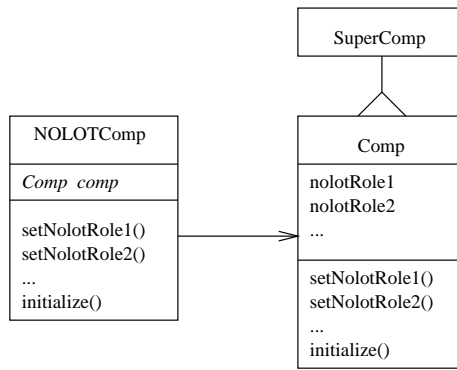 SuperComp
NOLOTComp
Comp comp
setNolotRole1()
setNolotRole2()
...
initialize()
Comp
nolotRole1
nolotRole2
...
setNolotRole1()
setNolotRole2()
...
initialize()